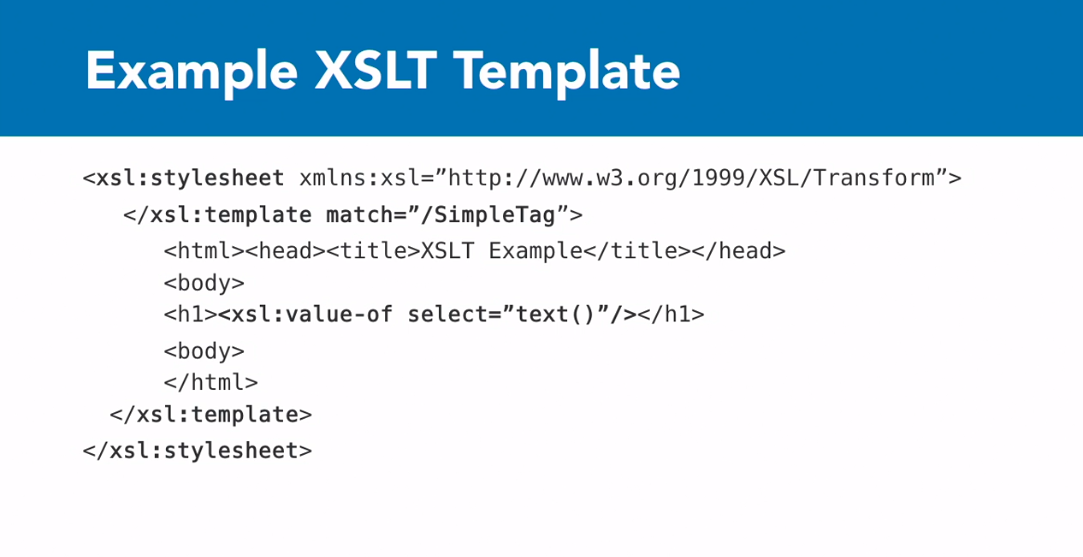 Example XSLT Template
<xsl:stylesheet xmlns:xsl=”http://www.w3.org/1999/XSL/Transform”>
</xsl:template match=”/SimpleTag”>
<html><head><title>XSLT Example</title></head>
<body>
<h1><xsl:value-of select=”text()”/></h1>
<body>
</html>
</xsl:template>
</xsl:stylesheet>